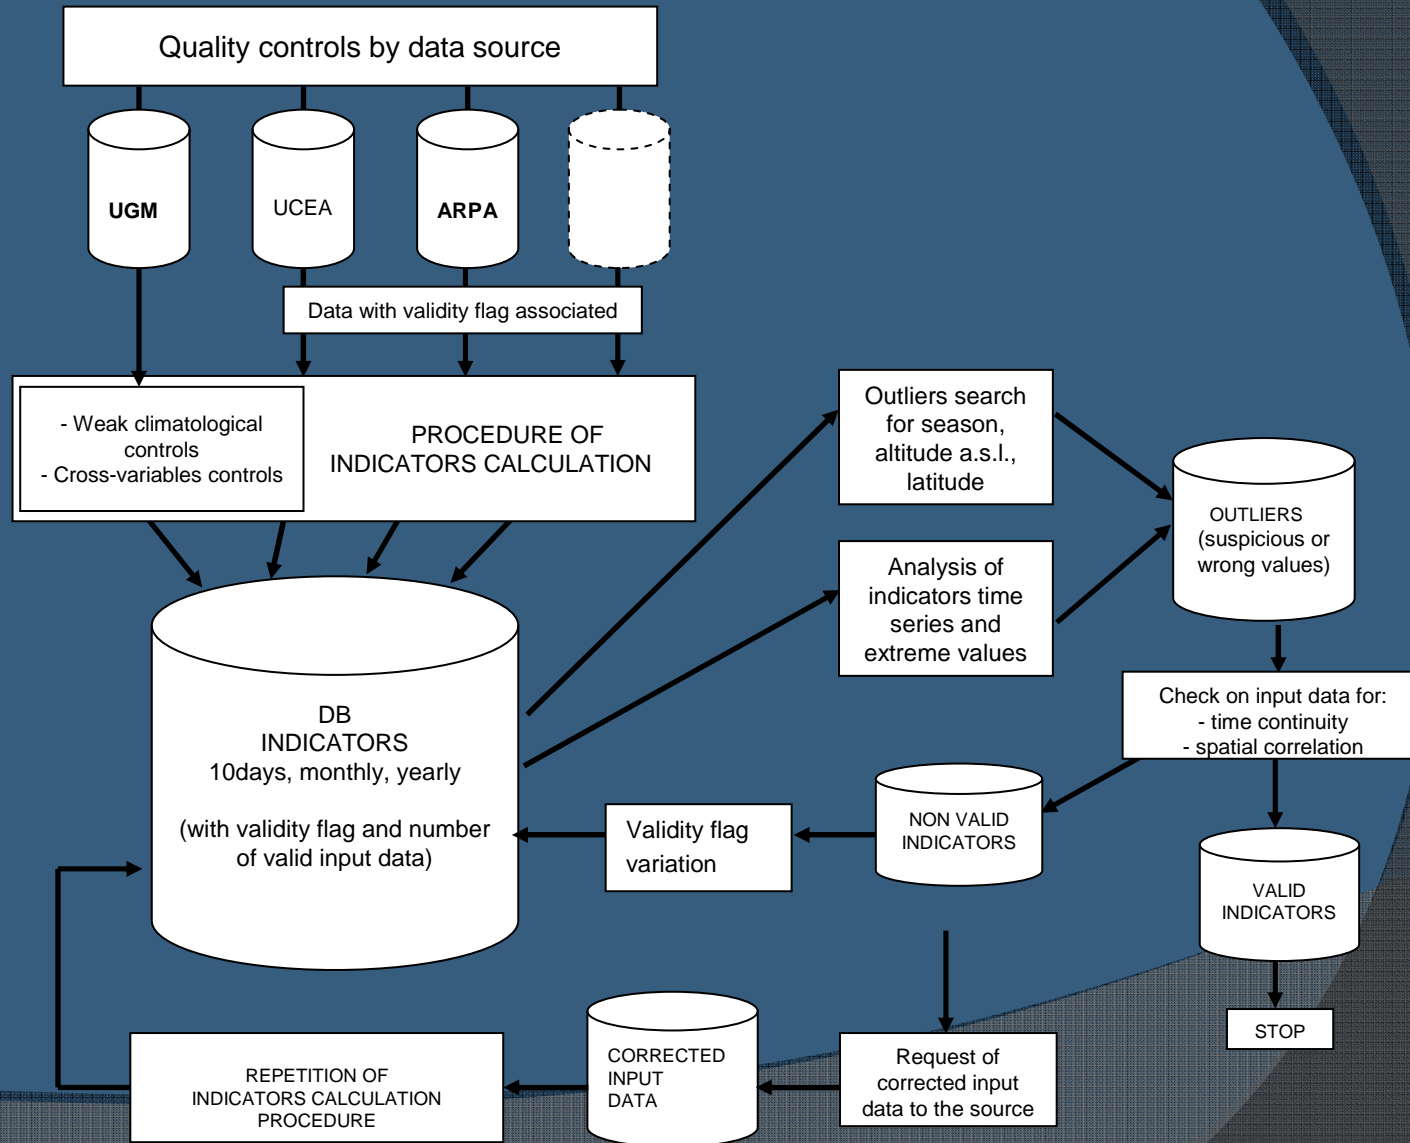 Quality controls by data source
UGM
UCEA
ARPA
Data with validity flag associated
- Weak climatological
controls
- Cross-variables controls
PROCEDURE OF
INDICATORS CALCULATION
Outliers search
for season,
altitude a.s.l.,
latitude
OUTLIERS
(suspicious or
wrong values)
Analysis of
indicators time
series and
extreme values
Check on input data for:
- time continuity
- spatial correlation
DB
INDICATORS
10days, monthly, yearly
(with validity flag and number
of valid input data)
Validity flag
variation
NON VALID
INDICATORS
VALID
INDICATORS
STOP
Request of
corrected input
data to the source
CORRECTED
INPUT
DATA
REPETITION OF
INDICATORS CALCULATION
PROCEDURE